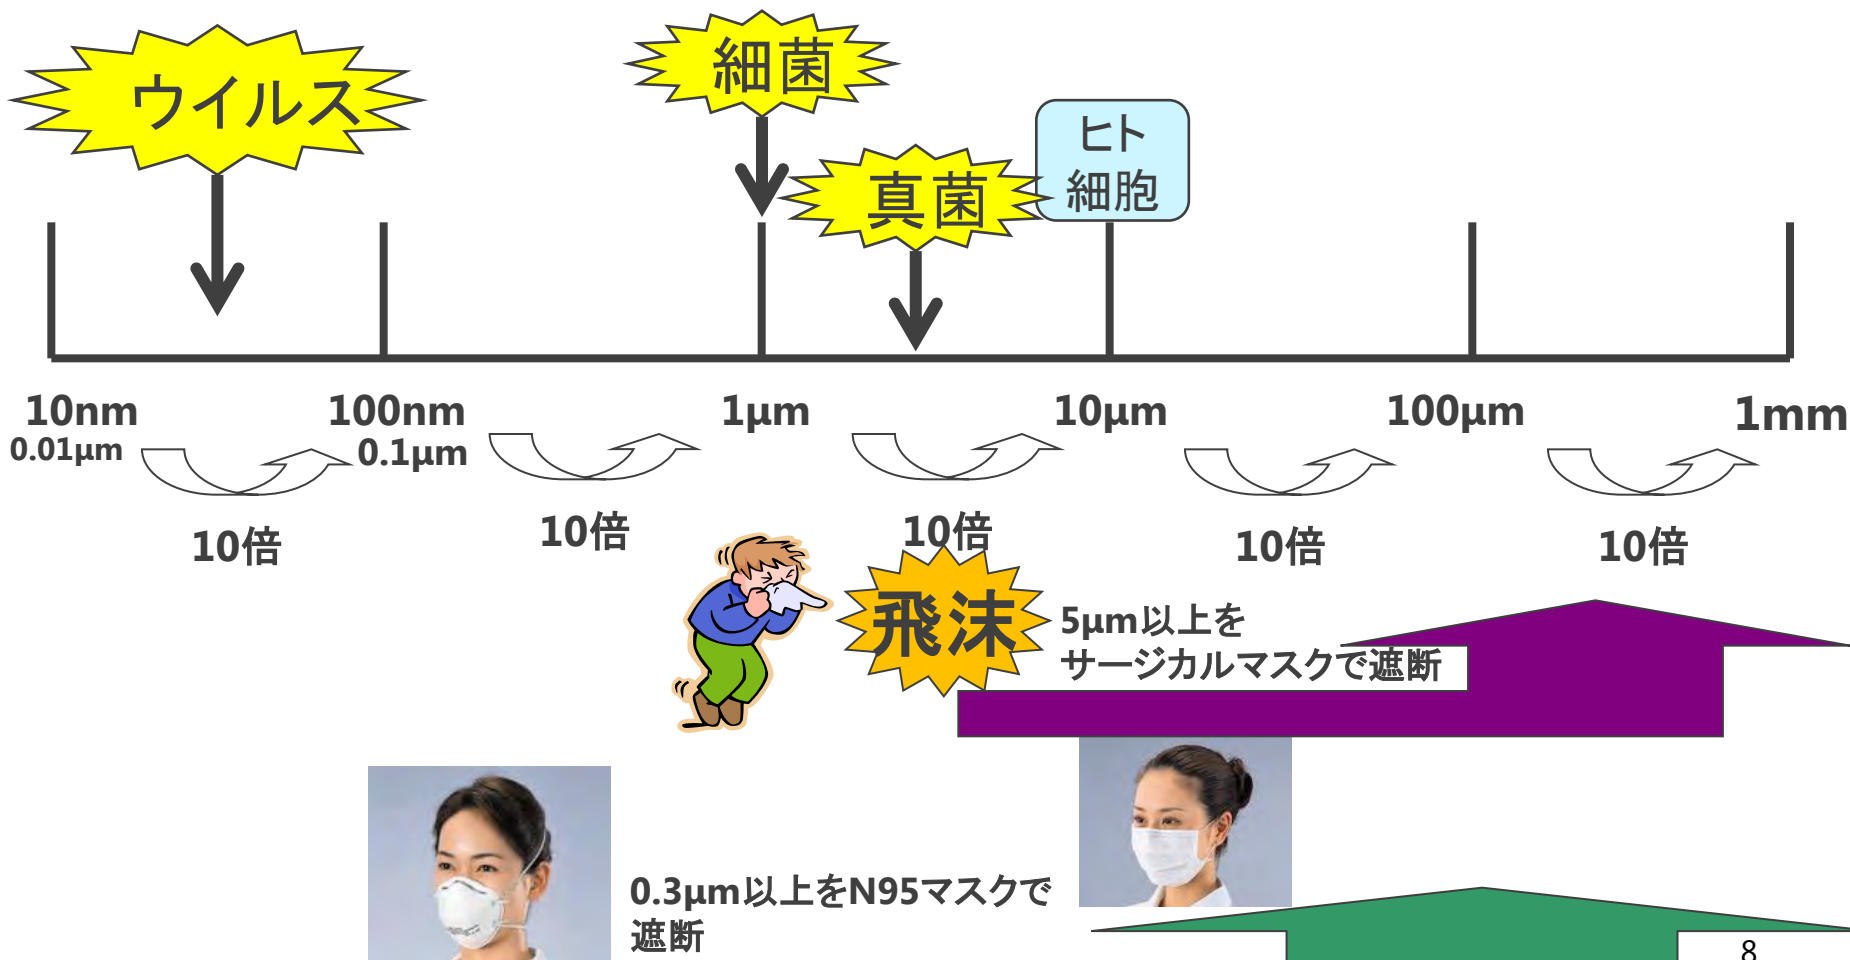 ウイルス
細菌
真菌
ヒト
細胞
10nm
0.01μm
100nm
0.1μm
1μm
10μm
100μm
1mm
10倍
10倍
10倍
10倍
10倍
飛沫
5μm以上を
サージカルマスクで遮断
0.3μm以上をN95マスクで
遮断
8